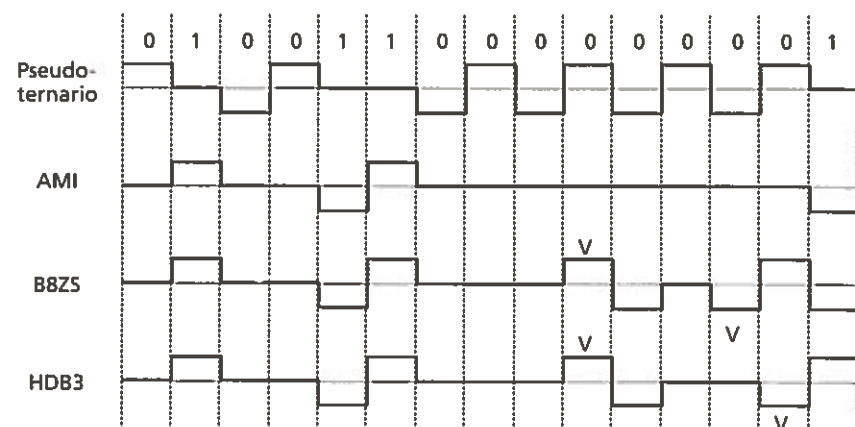 0 1 0 0 1 1 0 0 0 0 0 0 0 0 1
Pseudo-
ternario
AMI
V
B8ZS
V
V
HDB3
V